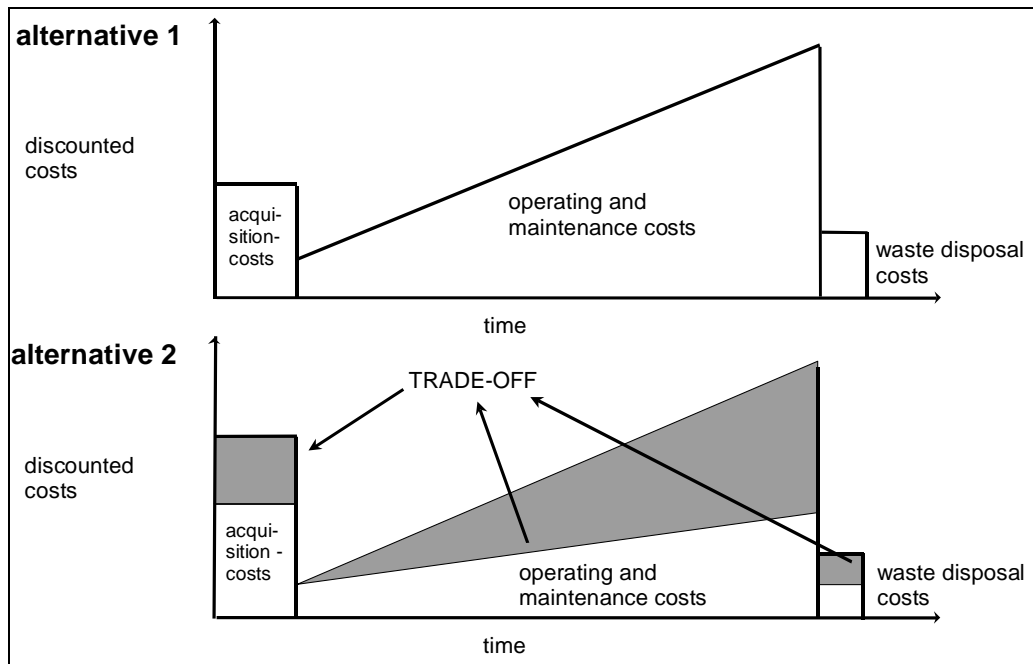 alternative 1
discounted
costs
acqui-
sition-
costs
operating and
maintenance costs
waste disposal
costs
time
alternative 2
TRADE-OFF
discounted
costs
acqui-
sition -
costs
operating and
maintenance costs
waste disposal
costs
time